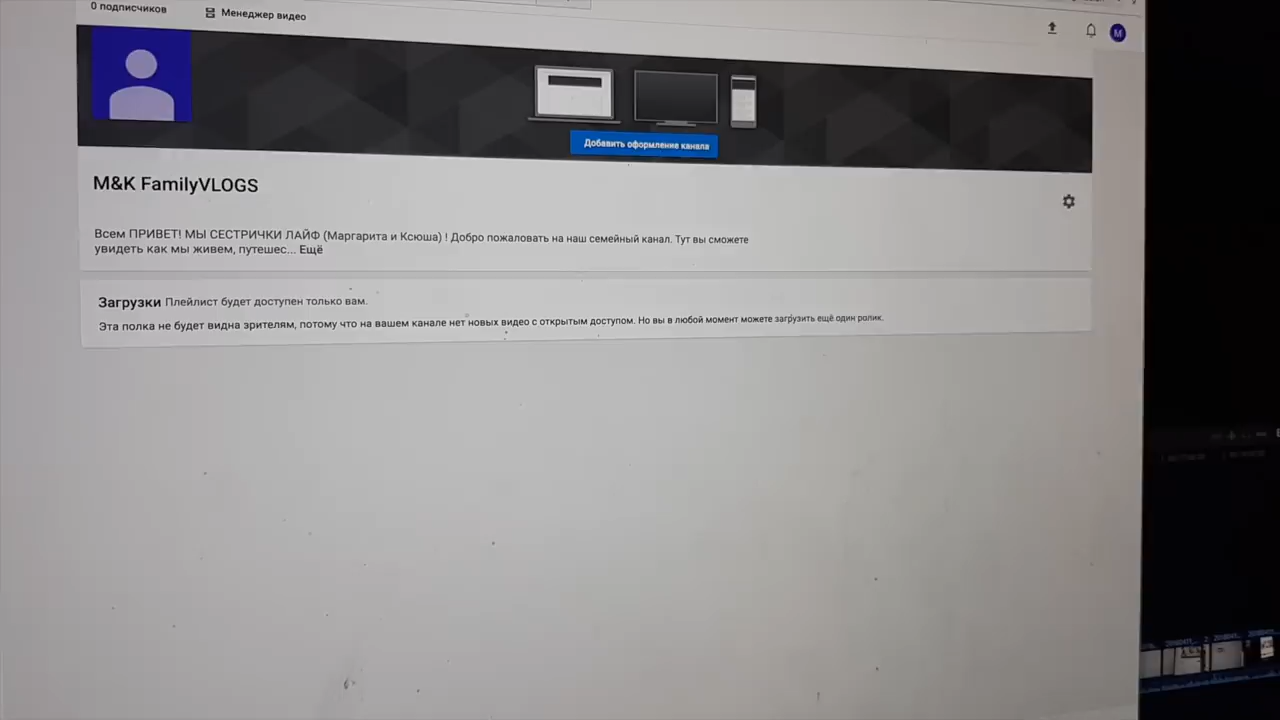 0 подписчиков
Менеджер видео
M
Добавить оформление канала
M&K FamilyVLOGS
Всем ПРИВЕТ! МЫ СЕСТРИЧКИ ЛАЙФ (Маргарита и Ксюша) ! Добро пожаловать на наш семейный канал. Тут вы сможете
увидеть как мы живем, путешес... Ещё
Загрузки Плейлист будет доступен только вам.
Эта полка не будет видна зрителям, потому что на вашем канале нет новых видео с открытым доступом. Но вы в любой момент можете загрузить ещё один ролик.